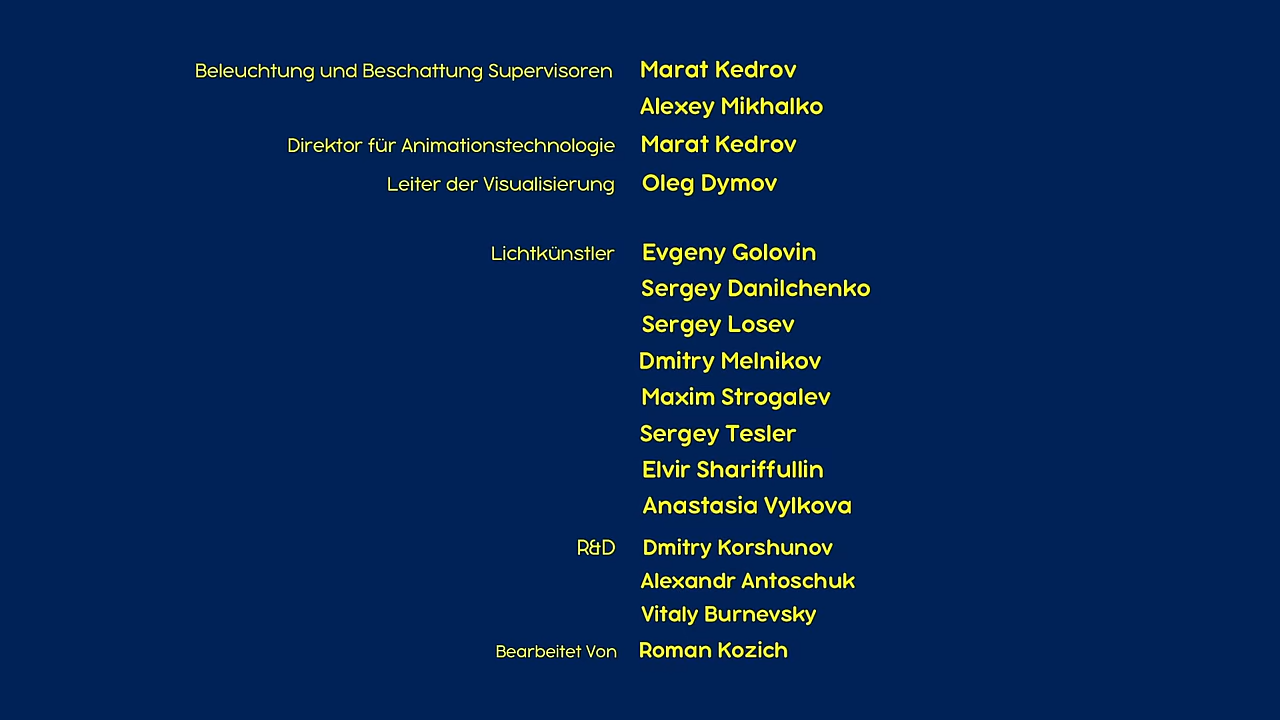 Beleuchtung und Beschattung Supervisoren Marat Kedrov
Alexey Mikhalko
Direktor für Animationstechnologie Marat Kedrov
Leiter der Visualisierung Oleg Dymov
Lichtkünstler Evgeny Golovin
Sergey Danilchenko
Sergey Losev
Dmitry Melnikov
Maxim Strogalev
Sergey Tesler
Elvir Shariffullin
Anastasia Vylkova
R&D Dmitry Korshunov
Alexandr Antoschuk
Vitaly Burnevsky
Bearbeitet Von Roman Kozich